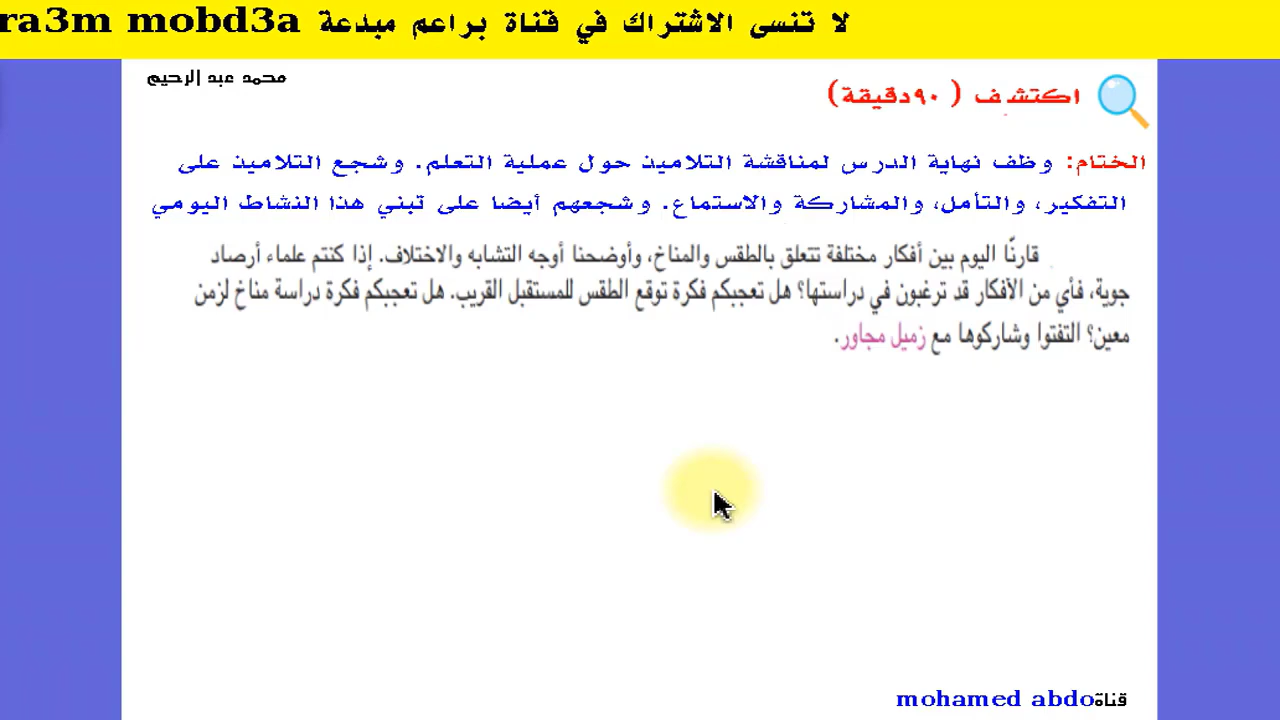 لا تنسى الاشتراك في قناة براعم مبدعة ra3m mobd3a
محمد عبد الرحيم
اكتشف ( ٩٠دقيقة)
الختام: وظف نهاية الدرس لمناقشة التلاميذ حول عملية التعلم. وشجع التلاميذ على
التفكير، والتأمل، والمشاركة والاستماع. وشجعهم أيضا على تبني هذا النشاط اليومي
قارنّا اليوم بين أفكار مختلفة تتعلق بالطقس والمناخ، وأوضحنا أوجه التشابه والاختلاف. إذا كنتم علماء أرصاد
جوية، فأي من الأفكار قد ترغبون في دراستها؟ هل تعجبكم فكرة توقع الطقس للمستقبل القريب. هل تعجبكم فكرة دراسة مناخ لزمن
معين؟ التفتوا وشاركوها مع زميل مجاور.
قناة mohamed abdo